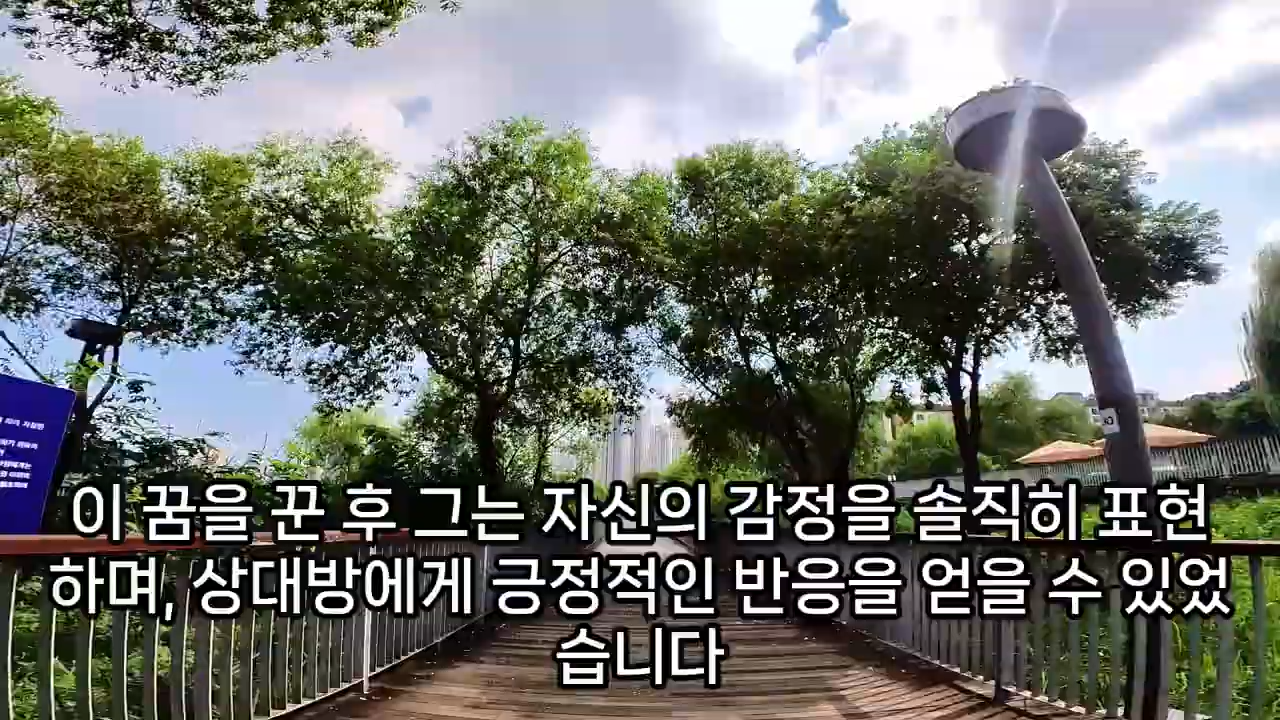 이 꿈을 꾼 후 그는 자신의 감정을 솔직히 표현
하며, 상대방에게 긍정적인 반응을 얻을 수 있었
습니다